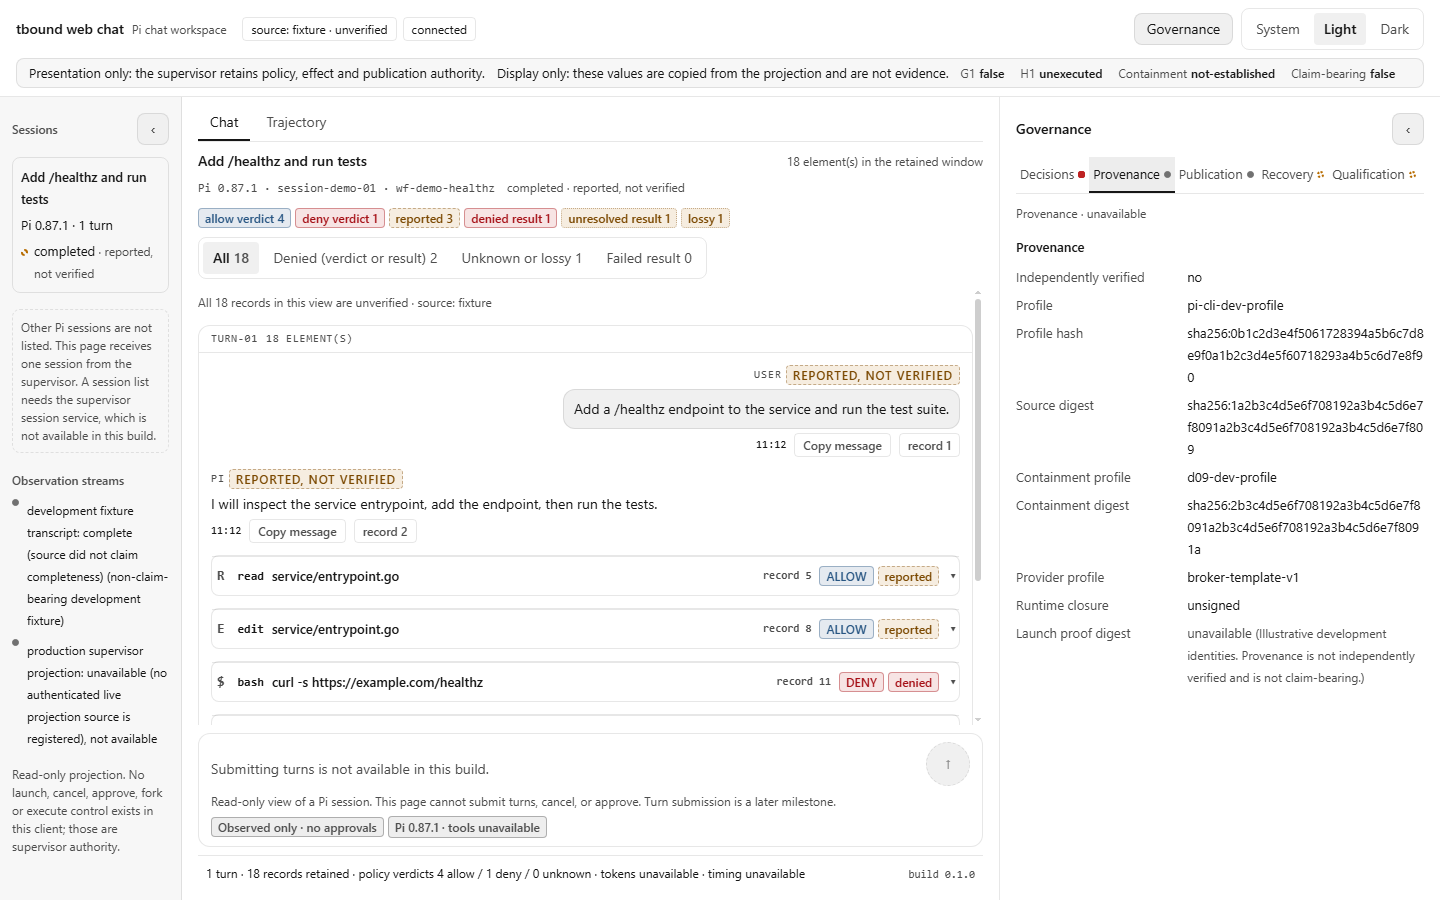 tbound web chat Pi chat workspace source: fixture · unverified connected Governance System Light Dark
Presentation only: the supervisor retains policy, effect and publication authority. Display only: these values are copied from the projection and are not evidence. G1 false H1 unexecuted Containment not-established Claim-bearing false
Sessions ‹
Add /healthz and run
tests
Pi 0.87.1 · 1 turn
completed · reported,
not verified
Other Pi sessions are not
listed. This page receives
one session from the
supervisor. A session list
needs the supervisor
session service, which is
not available in this build.
Observation streams
development fixture
transcript: complete
(source did not claim
completeness) (non-claim-
bearing development
fixture)
production supervisor
projection: unavailable (no
authenticated live
projection source is
registered), not available
Read-only projection. No
launch, cancel, approve, fork
or execute control exists in
this client; those are
supervisor authority.
Chat Trajectory
Add /healthz and run tests 18 element(s) in the retained window
Pi 0.87.1 · session-demo-01 · wf-demo-healthz completed · reported, not verified
allow verdict 4 deny verdict 1 reported 3 denied result 1 unresolved result 1 lossy 1
All 18 Denied (verdict or result) 2 Unknown or lossy 1 Failed result 0
All 18 records in this view are unverified · source: fixture
TURN-01 18 ELEMENT(S)
USER REPORTED, NOT VERIFIED
Add a /healthz endpoint to the service and run the test suite.
11:12 Copy message record 1
PI REPORTED, NOT VERIFIED
I will inspect the service entrypoint, add the endpoint, then run the tests.
11:12 Copy message record 2
R read service/entrypoint.go record 5 ALLOW reported ▾
E edit service/entrypoint.go record 8 ALLOW reported ▾
$ bash curl -s https://example.com/healthz record 11 DENY denied ▾
Submitting turns is not available in this build. ↑
Read-only view of a Pi session. This page cannot submit turns, cancel, or approve. Turn submission is a later milestone.
Observed only · no approvals Pi 0.87.1 · tools unavailable
1 turn · 18 records retained · policy verdicts 4 allow / 1 deny / 0 unknown · tokens unavailable · timing unavailable build 0.1.0
Governance ‹
Decisions Provenance Publication Recovery Qualification
Provenance · unavailable
Provenance
Independently verified no
Profile pi-cli-dev-profile
Profile hash sha256:0b1c2d3e4f5061728394a5b6c7d8
e9f0a1b2c3d4e5f60718293a4b5c6d7e8f9
0
Source digest sha256:1a2b3c4d5e6f708192a3b4c5d6e7
f8091a2b3c4d5e6f708192a3b4c5d6e7f80
9
Containment profile d09-dev-profile
Containment digest sha256:2b3c4d5e6f708192a3b4c5d6e7f8
091a2b3c4d5e6f708192a3b4c5d6e7f809
1a
Provider profile broker-template-v1
Runtime closure unsigned
Launch proof digest unavailable (Illustrative development
identities. Provenance is not independently
verified and is not claim-bearing.)